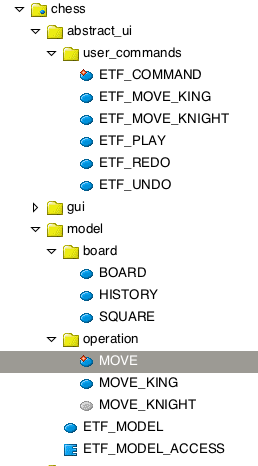 chess
abstract_ui
user_commands
ETF_COMMAND
ETF_MOVE_KING
ETF_MOVE_KNIGHT
ETF_PLAY
ETF_REDO
ETF_UNDO
gui
model
board
BOARD
HISTORY
SQUARE
operation
MOVE
MOVE_KING
MOVE_KNIGHT
ETF_MODEL
ETF_MODEL_ACCESS